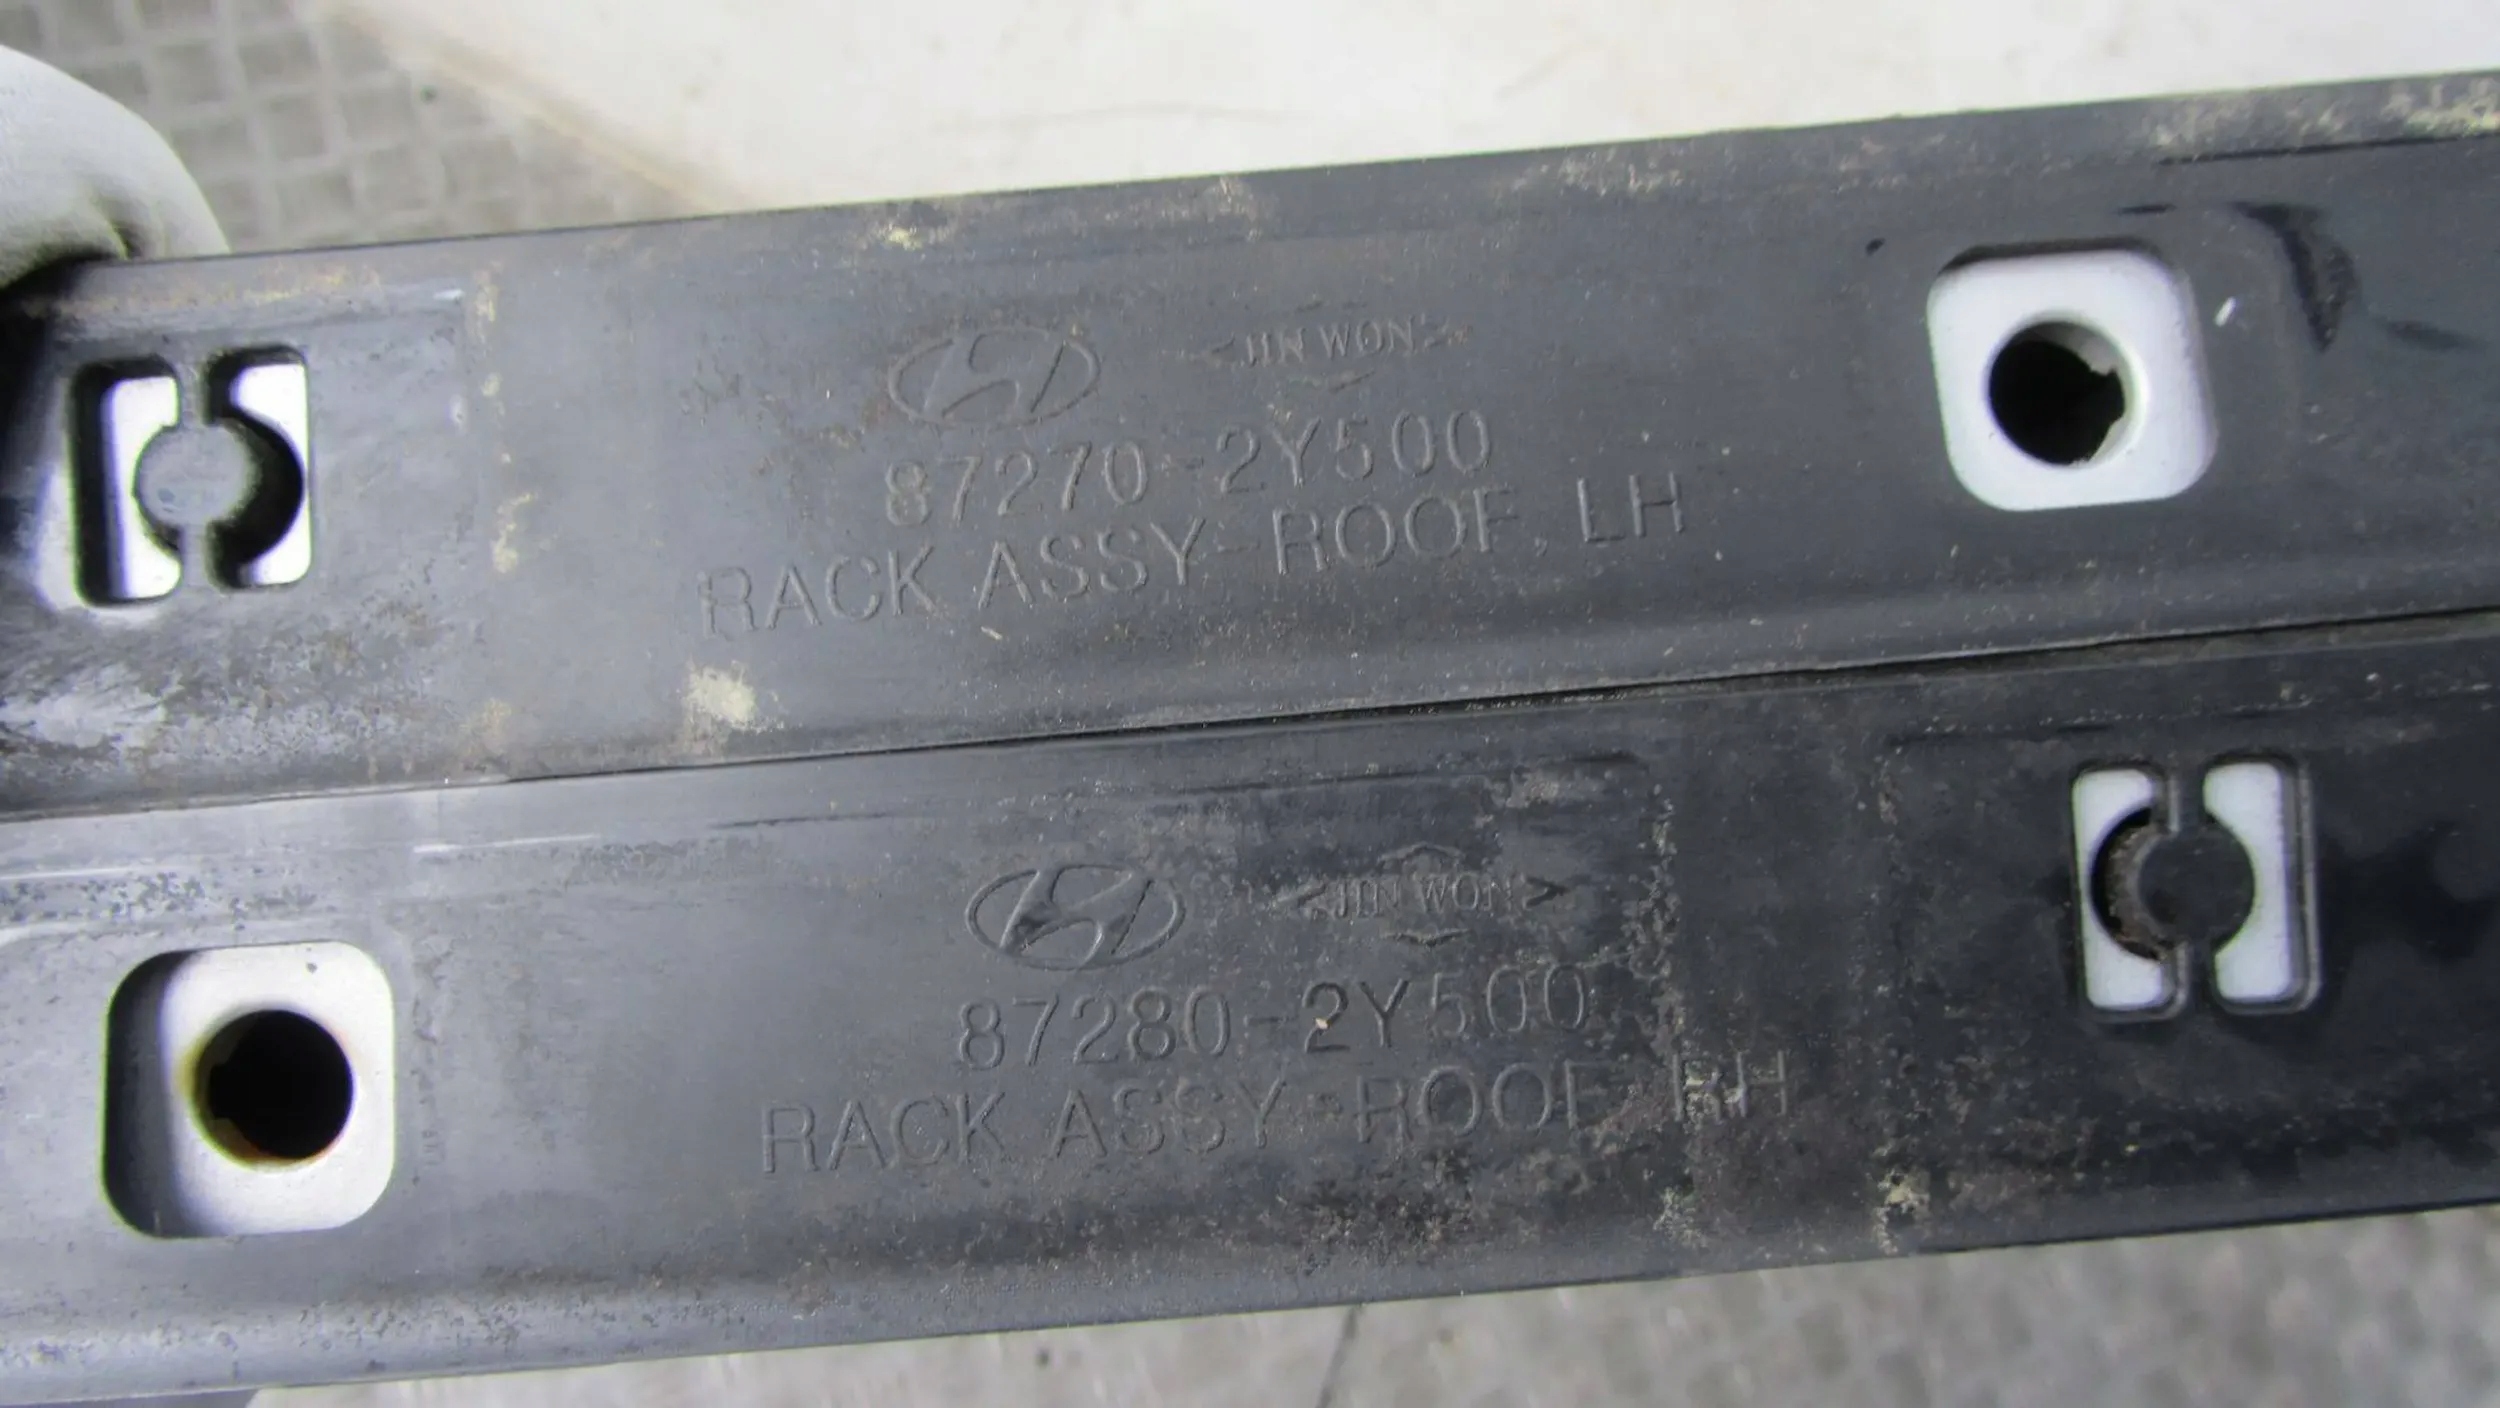 <JIN WON>
87270-2Y500
RACK ASSY-ROOF, LH
<JIN WON>
87280-2Y500
RACK ASSY-ROOF, RH